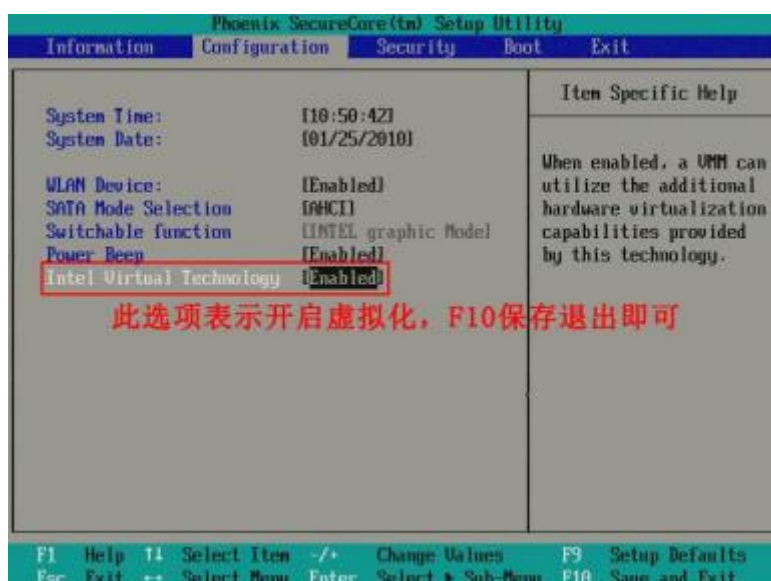 Phoenix SecureCore(tm) Setup Utility
Information Configuration Security Boot Exit
Item Specific Help
System Time: [10:50:42]
System Date: [01/25/2010]
WLAN Device: [Enabled]
SATA Mode Selection [AHCI]
Switchable function [INTEL graphic Mode]
Power Beep [Enabled]
Intel Virtual Technology [Enabled]
When enabled, a VMM can
utilize the additional
hardware virtualization
capabilities provided
by this technology.
此选项表示开启虚拟化，F10保存退出即可
F1 Help ↑↓ Select Item -/+ Change Values F9 Setup Defaults
Esc Exit ↔ Select Menu Enter Select ▶ Sub-Menu F10 Save and Exit